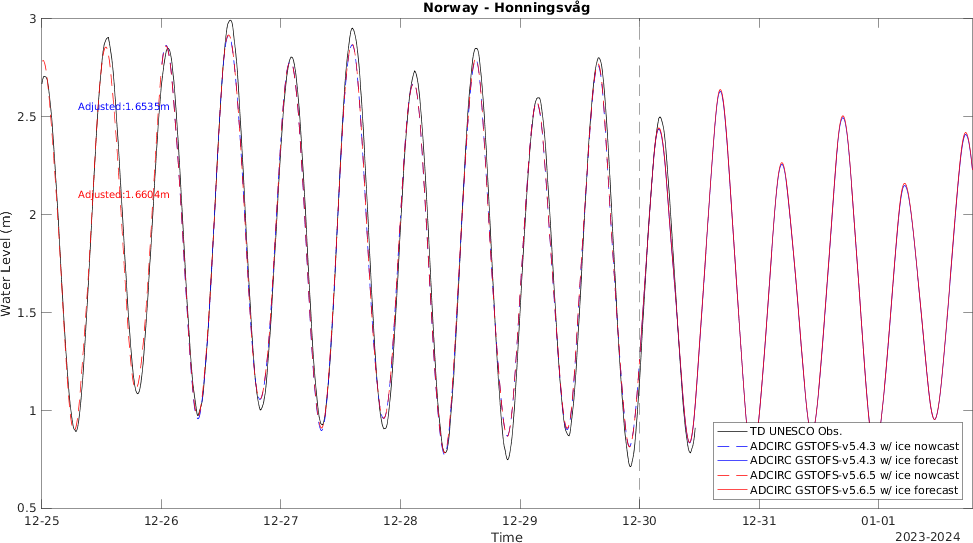 Norway - Honningsvåg
3
2.5
2
1.5
1
0.5
Water Level (m)
Adjusted:1.6535m
Adjusted:1.6604m
TD UNESCO Obs.
ADCIRC GSTOFS-v5.4.3 w/ ice nowcast
ADCIRC GSTOFS-v5.4.3 w/ ice forecast
ADCIRC GSTOFS-v5.6.5 w/ ice nowcast
ADCIRC GSTOFS-v5.6.5 w/ ice forecast
12-25 12-26 12-27 12-28 12-29 12-30 12-31 01-01
Time
2023-2024